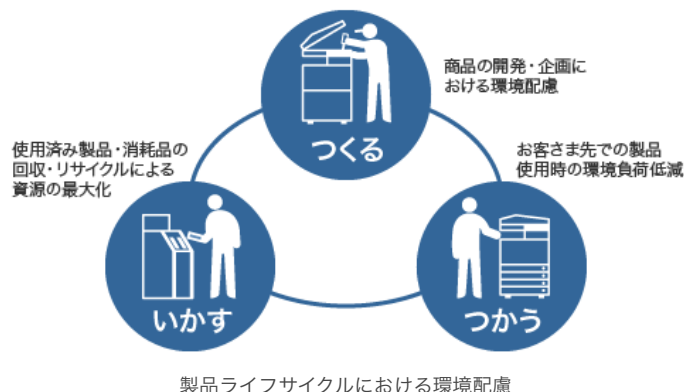 つくる
商品の開発・企画に
おける環境配慮
使用済み製品・消耗品の
回収・リサイクルによる
資源の最大化
お客さま先での製品
使用時の環境負荷低減
いかす
つかう
製品ライフサイクルにおける環境配慮